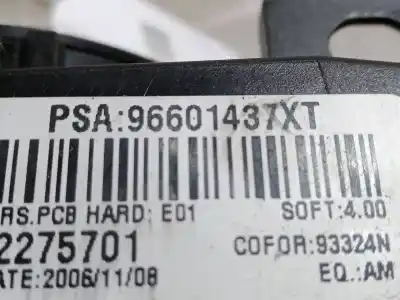 PSA:96601437XT
RS.PCB HARD: E01 SOFT:4.00
2275701 COFOR:93324N
ATE:2006/11/08 EQ.:AM